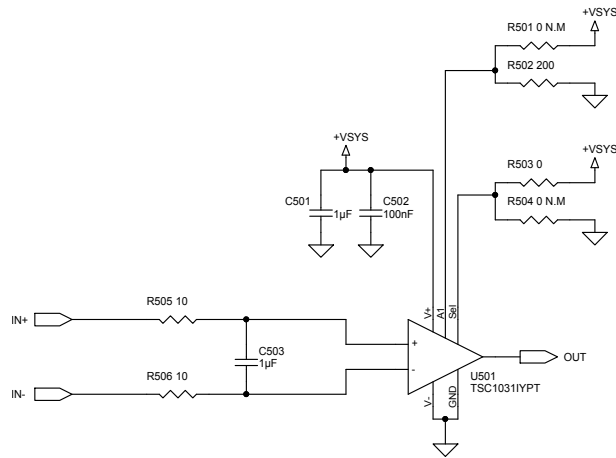 +VSYS
R501 0 N.M
R502 200
+VSYS
+VSYS
R503 0
R504 0 N.M
C501
1µF
C502
100nF
V+
A1
Sel
R505 10
IN+
C503
1µF
+
-
OUT
U501
TSC1031IYPT
IN-
R506 10
V-
GND